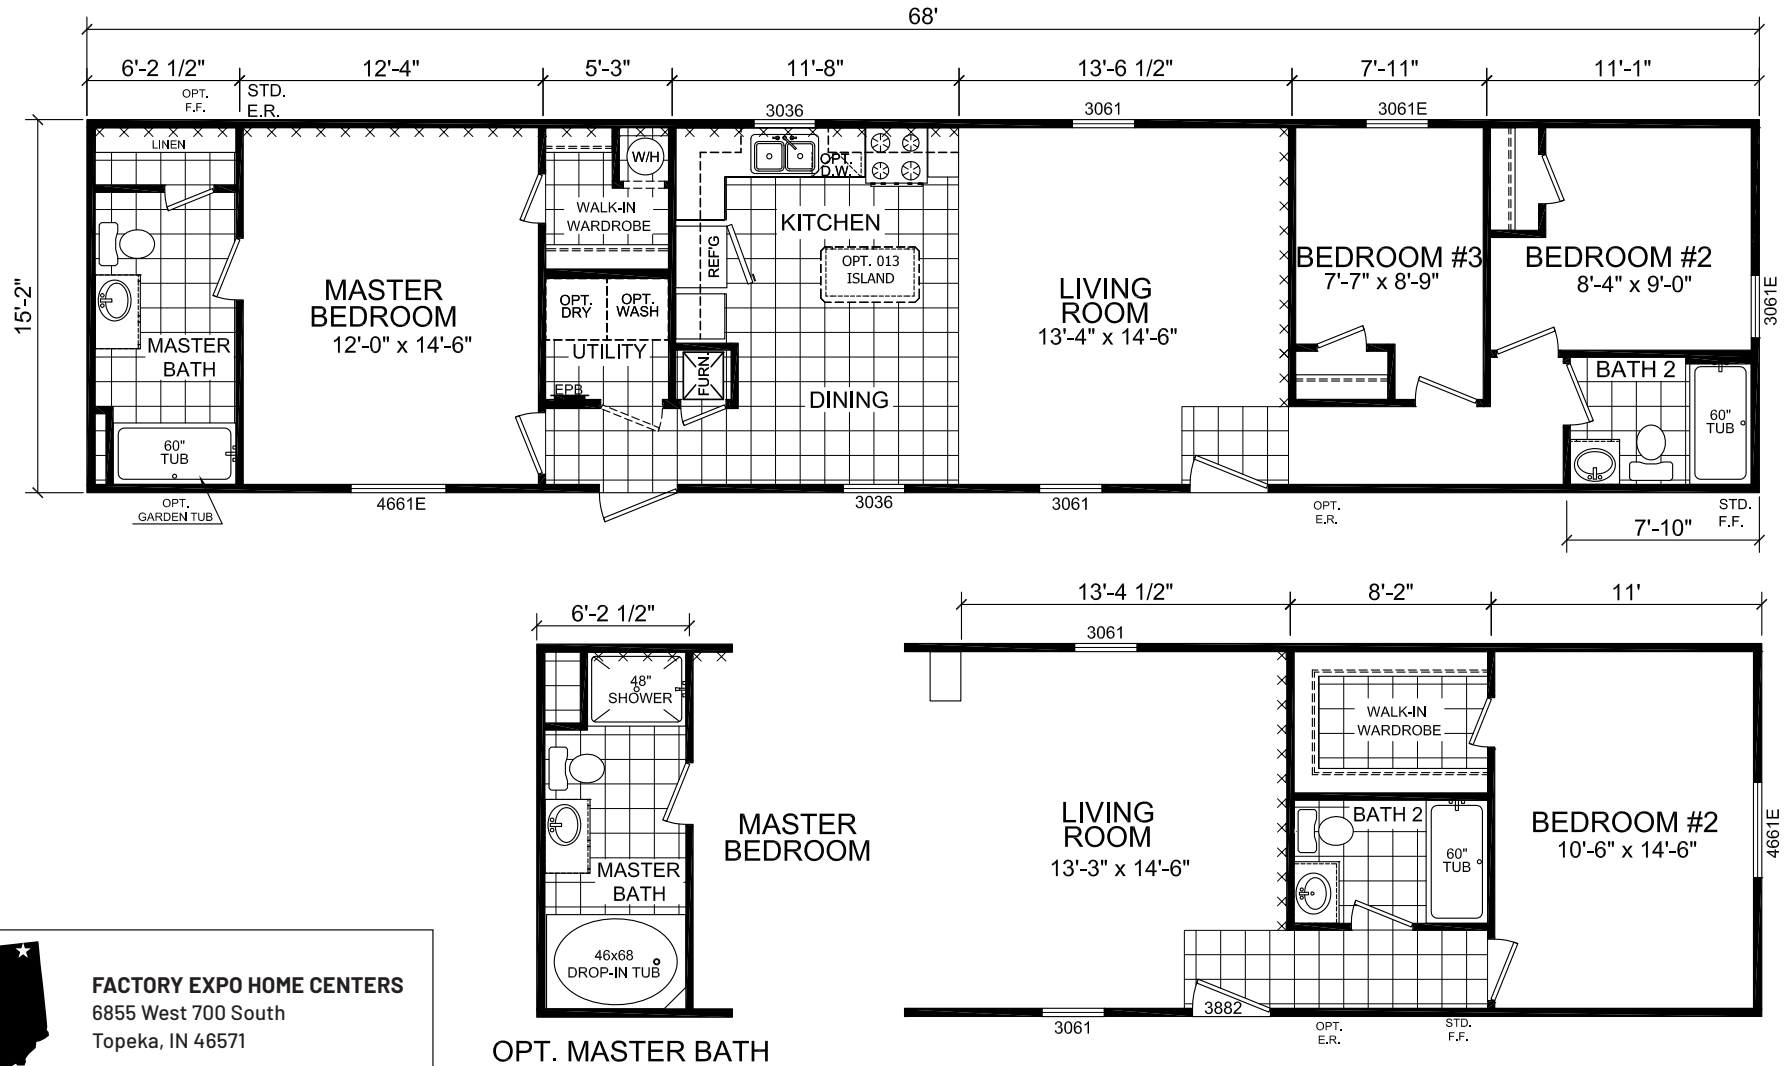 68'
6'-2 1/2"
12'-4"
5'-3"
11'-8"
13'-6 1/2"
7'-11"
11'-1"
OPT.
F.F.
STD.
E.R.
3036
3061
3061E
15'-2"
LINEN
W/H
OPT.
D.W.
WALK-IN
WARDROBE
KITCHEN
REF'G
OPT. 013
ISLAND
MASTER
BEDROOM
12'-0" x 14'-6"
OPT.
DRY
OPT.
WASH
UTILITY
EPB
FURN.
DINING
LIVING
ROOM
13'-4" x 14'-6"
BEDROOM #3
7'-7" x 8'-9"
BEDROOM #2
8'-4" x 9'-0"
3061E
MASTER
BATH
60"
TUB
BATH 2
60"
TUB
OPT.
GARDEN TUB
4661E
3036
3061
OPT.
E.R.
STD.
F.F.
7'-10"
6'-2 1/2"
48"
SHOWER
MASTER
BATH
46x68
DROP-IN TUB
MASTER
BEDROOM
OPT. MASTER BATH
13'-4 1/2"
8'-2"
11'
3061
WALK-IN
WARDROBE
LIVING
ROOM
13'-3" x 14'-6"
BATH 2
60"
TUB
BEDROOM #2
10'-6" x 14'-6"
4661E
3882
3061
OPT.
E.R.
STD.
F.F.
FACTORY EXPO HOME CENTERS
6855 West 700 South
Topeka, IN 46571